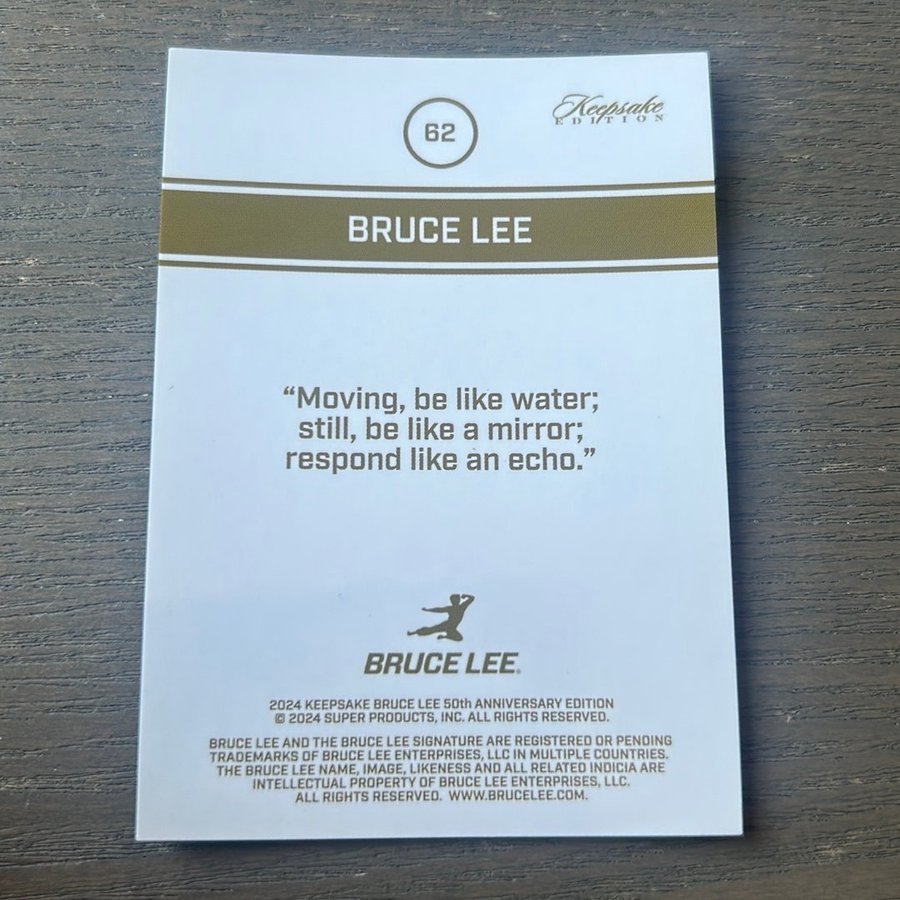 62
Keepsake
EDITION
BRUCE LEE
“Moving, be like water;
still, be like a mirror;
respond like an echo.”
BRUCE LEE®
2024 KEEPSAKE BRUCE LEE 50th ANNIVERSARY EDITION
© 2024 SUPER PRODUCTS, INC. ALL RIGHTS RESERVED.
BRUCE LEE AND THE BRUCE LEE SIGNATURE ARE REGISTERED OR PENDING
TRADEMARKS OF BRUCE LEE ENTERPRISES, LLC IN MULTIPLE COUNTRIES.
THE BRUCE LEE NAME, IMAGE, LIKENESS AND ALL RELATED INDICIA ARE
INTELLECTUAL PROPERTY OF BRUCE LEE ENTERPRISES, LLC.
ALL RIGHTS RESERVED. WWW.BRUCELEE.COM.